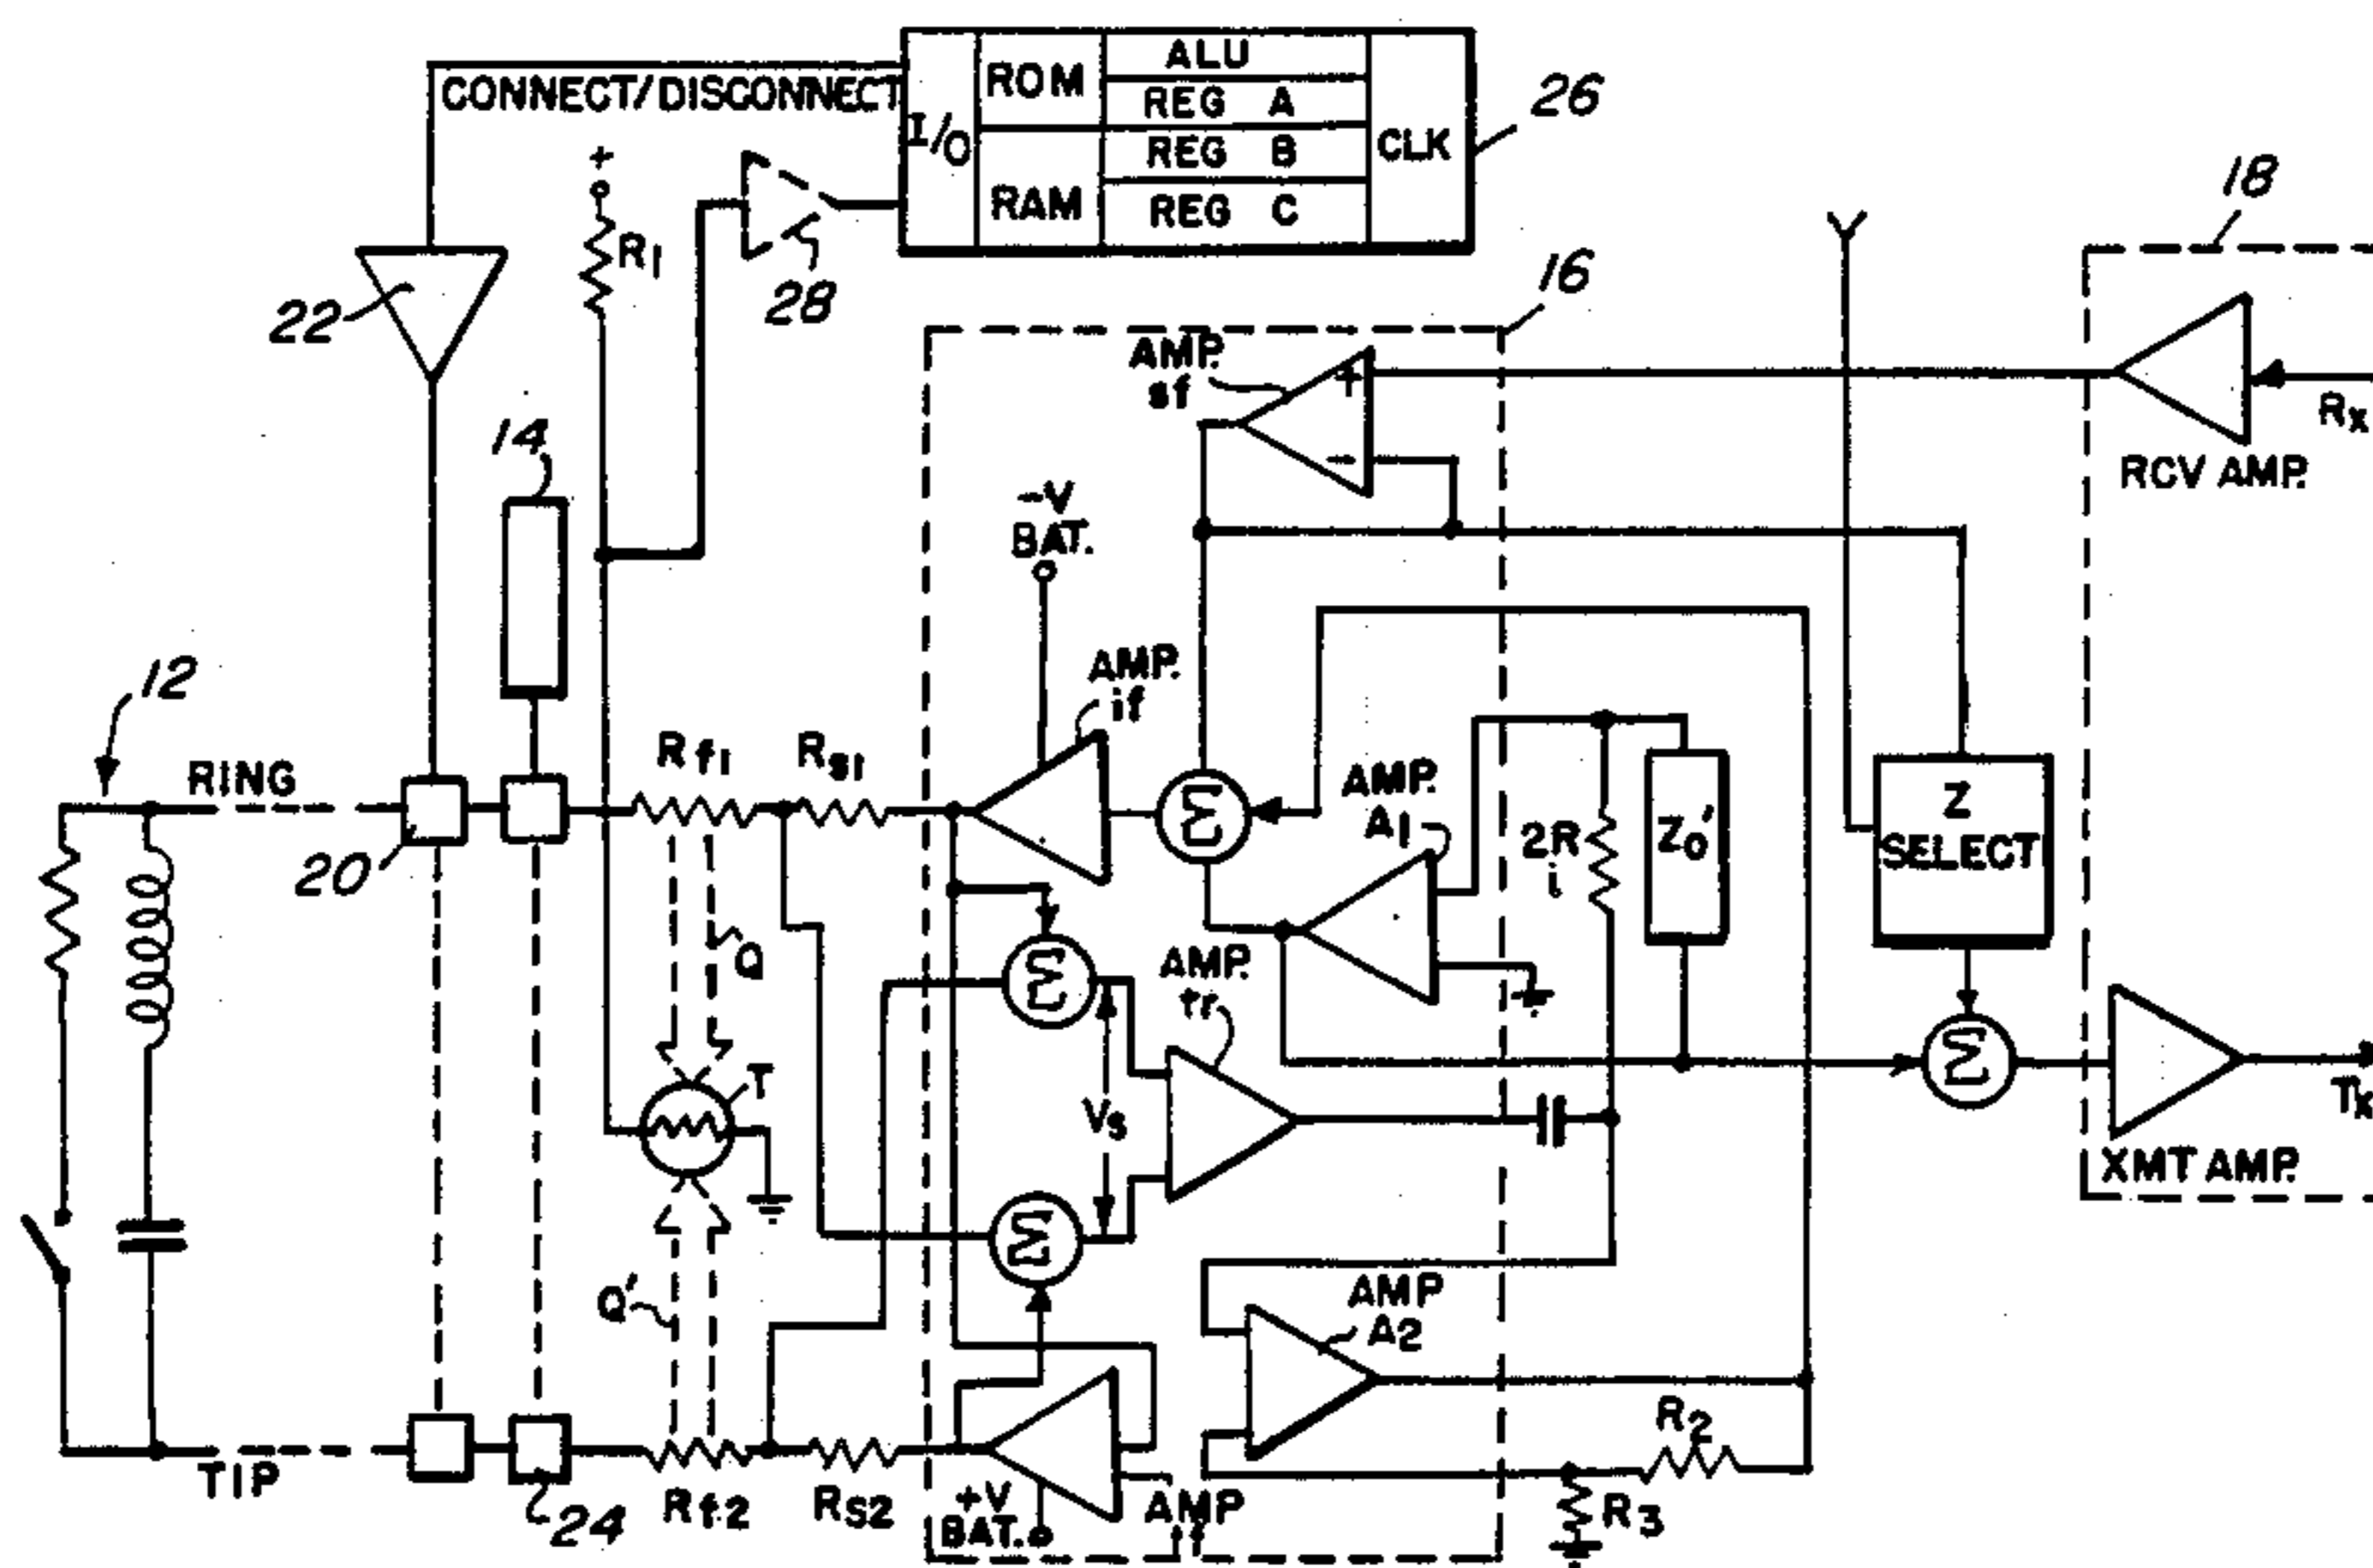 CONNECT/DISCONNECT
I/O
ROM
RAM
ALU
REG A
REG B
REG C
CLK
26
+
R1
22
28
16
18
AMP.
sf
+
−
RCV AMP.
Rx
14
−V
BAT.
12
RING
20
Rf1
Rs1
AMP.
if
Σ
AMP.
A1
2R
i
Zo'
Z
SELECT
Q
Σ
AMP.
tr
T
Vs
Σ
XMT AMP.
Tx
Q'
Σ
AMP
A2
R2
R3
TIP
24
Rf2
Rs2
+V
BAT.
AMP
tf